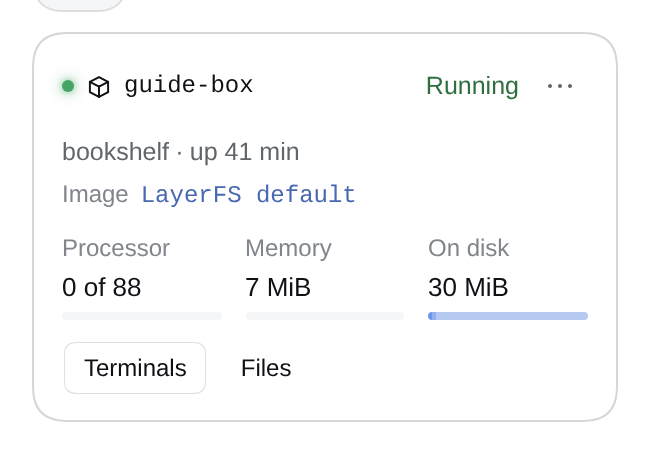 guide-box
Running
bookshelf · up 41 min
Image LayerFS default
Processor
Memory
On disk
0 of 88
7 MiB
30 MiB
Terminals
Files